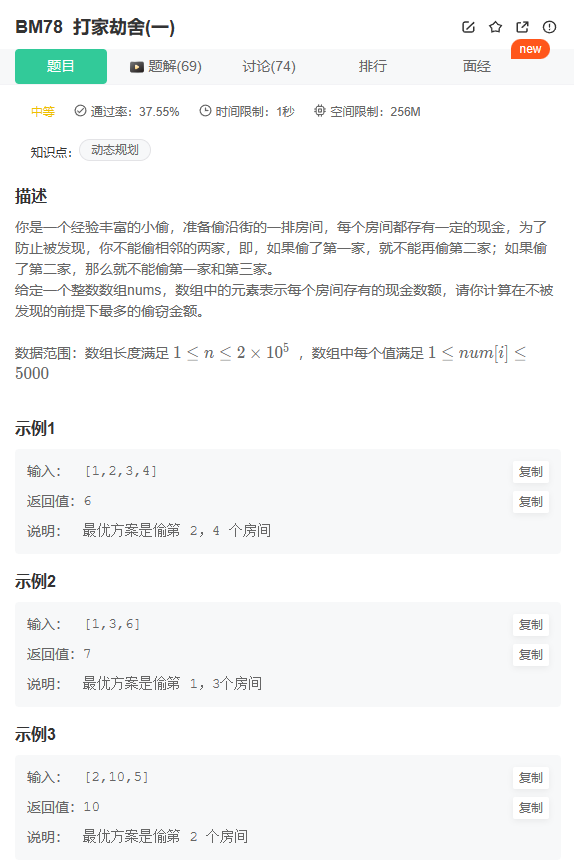 BM78 打家劫舍(一)
题目 题解(69) 讨论(74) 排行 面经 new
中等 通过率：37.55% 时间限制：1秒 空间限制：256M
知识点： 动态规划
描述
你是一个经验丰富的小偷，准备偷沿街的一排房间，每个房间都存有一定的现金，为了
防止被发现，你不能偷相邻的两家，即，如果偷了第一家，就不能再偷第二家；如果偷
了第二家，那么就不能偷第一家和第三家。
给定一个整数数组nums，数组中的元素表示每个房间存有的现金数额，请你计算在不被
发现的前提下最多的偷窃金额。
数据范围：数组长度满足 1 ≤ n ≤ 2 × 10⁵ ，数组中每个值满足 1 ≤ num[i] ≤
5000
示例1
输入： [1,2,3,4] 复制
返回值：6 复制
说明： 最优方案是偷第 2，4 个房间
示例2
输入： [1,3,6] 复制
返回值：7 复制
说明： 最优方案是偷第 1，3个房间
示例3
输入： [2,10,5] 复制
返回值：10 复制
说明： 最优方案是偷第 2 个房间